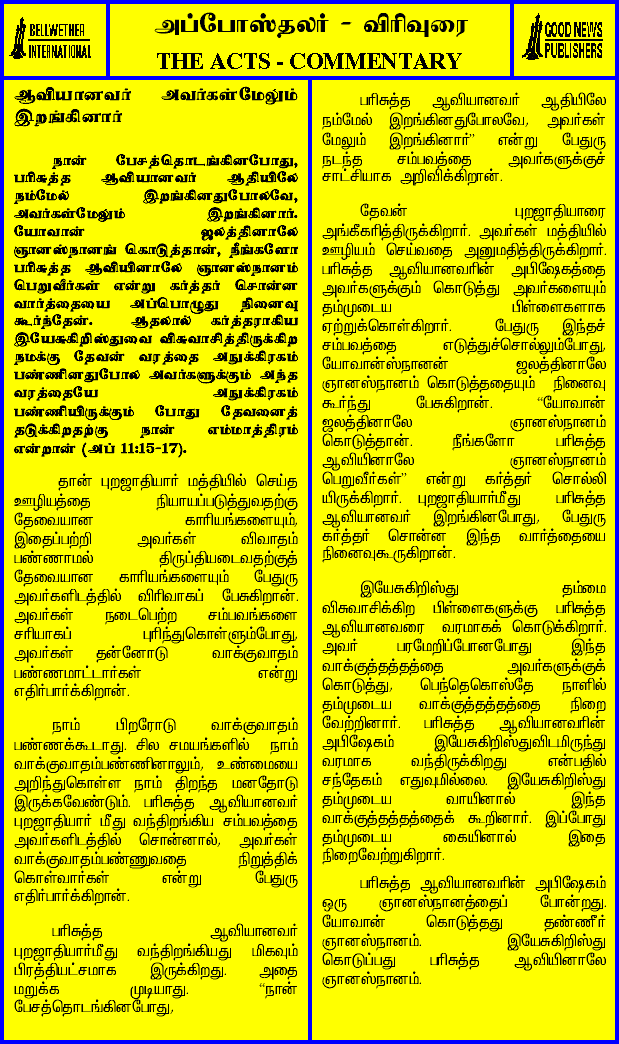 BELLWETHER
INTERNATIONAL
அப்போஸ்தலர் - விரிவுரை
THE ACTS - COMMENTARY
GOOD NEWS
PUBLISHERS
ஆவியானவர் அவர்கள்மேலும்
இறங்கினார்
நான் பேசத்தொடங்கினபோது,
பரிசுத்த ஆவியானவர் ஆதியிலே
நம்மேல் இறங்கினதுபோலவே,
அவர்கள்மேலும் இறங்கினார்.
யோவான் ஜலத்தினாலே
ஞானஸ்நானங் கொடுத்தான், நீங்களோ
பரிசுத்த ஆவியினாலே ஞானஸ்நானம்
பெறுவீர்கள் என்று கர்த்தர் சொன்ன
வார்த்தையை அப்பொழுது நினைவு
கூர்ந்தேன். ஆதலால் கர்த்தராகிய
இயேசுகிறிஸ்துவை விசுவாசித்திருக்கிற
நமக்கு தேவன் வரத்தை அநுக்கிரகம்
பண்ணினதுபோல அவர்களுக்கும் அந்த
வரத்தையே அநுக்கிரகம்
பண்ணியிருக்கும் போது தேவனைத்
தடுக்கிறதற்கு நான் எம்மாத்திரம்
என்றான் (அப் 11:15-17).
தான் புறஜாதியார் மத்தியில் செய்த
ஊழியத்தை நியாயப்படுத்துவதற்கு
தேவையான காரியங்களையும்,
இதைப்பற்றி அவர்கள் விவாதம்
பண்ணாமல் திருப்தியடைவதற்குத்
தேவையான காரியங்களையும் பேதுரு
அவர்களிடத்தில் விரிவாகப் பேசுகிறான்.
அவர்கள் நடைபெற்ற சம்பவங்களை
சரியாகப் புரிந்துகொள்ளும்போது,
அவர்கள் தன்னோடு வாக்குவாதம்
பண்ணமாட்டார்கள் என்று
எதிர்பார்க்கிறான்.
நாம் பிறரோடு வாக்குவாதம்
பண்ணக்கூடாது. சில சமயங்களில் நாம்
வாக்குவாதம்பண்ணினாலும், உண்மையை
அறிந்துகொள்ள நாம் திறந்த மனதோடு
இருக்கவேண்டும். பரிசுத்த ஆவியானவர்
புறஜாதியார் மீது வந்திறங்கிய சம்பவத்தை
அவர்களிடத்தில் சொன்னால், அவர்கள்
வாக்குவாதம்பண்ணுவதை நிறுத்திக்
கொள்வார்கள் என்று பேதுரு
எதிர்பார்க்கிறான்.
பரிசுத்த ஆவியானவர்
புறஜாதியார்மீது வந்திறங்கியது மிகவும்
பிரத்தியட்சமாக இருக்கிறது. அதை
மறுக்க முடியாது. “நான்
பேசத்தொடங்கினபோது,
பரிசுத்த ஆவியானவர் ஆதியிலே
நம்மேல் இறங்கினதுபோலவே, அவர்கள்
மேலும் இறங்கினார்” என்று பேதுரு
நடந்த சம்பவத்தை அவர்களுக்குச்
சாட்சியாக அறிவிக்கிறான்.
தேவன் புறஜாதியாரை
அங்கீகரித்திருக்கிறார். அவர்கள் மத்தியில்
ஊழியம் செய்வதை அனுமதித்திருக்கிறார்.
பரிசுத்த ஆவியானவரின் அபிஷேகத்தை
அவர்களுக்கும் கொடுத்து அவர்களையும்
தம்முடைய பிள்ளைகளாக
ஏற்றுக்கொள்கிறார். பேதுரு இந்தச்
சம்பவத்தை எடுத்துச்சொல்லும்போது,
யோவான்ஸ்நானன் ஜலத்தினாலே
ஞானஸ்நானம் கொடுத்ததையும் நினைவு
கூர்ந்து பேசுகிறான். “யோவான்
ஜலத்தினாலே ஞானஸ்நானம்
கொடுத்தான். நீங்களோ பரிசுத்த
ஆவியினாலே ஞானஸ்நானம்
பெறுவீர்கள்” என்று கர்த்தர் சொல்லி
யிருக்கிறார். புறஜாதியார்மீது பரிசுத்த
ஆவியானவர் இறங்கினபோது, பேதுரு
கர்த்தர் சொன்ன இந்த வார்த்தையை
நினைவுகூருகிறான்.
இயேசுகிறிஸ்து தம்மை
விசுவாசிக்கிற பிள்ளைகளுக்கு பரிசுத்த
ஆவியானவரை வரமாகக் கொடுக்கிறார்.
அவர் பரமேறிப்போனபோது இந்த
வாக்குத்தத்தத்தை அவர்களுக்குக்
கொடுத்து, பெந்தெகொஸ்தே நாளில்
தம்முடைய வாக்குத்தத்தத்தை நிறை
வேற்றினார். பரிசுத்த ஆவியானவரின்
அபிஷேகம் இயேசுகிறிஸ்துவிடமிருந்து
வரமாக வந்திருக்கிறது என்பதில்
சந்தேகம் எதுவுமில்லை. இயேசுகிறிஸ்து
தம்முடைய வாயினால் இந்த
வாக்குத்தத்தத்தைக் கூறினார். இப்போது
தம்முடைய கையினால் இதை
நிறைவேற்றுகிறார்.
பரிசுத்த ஆவியானவரின் அபிஷேகம்
ஒரு ஞானஸ்நானத்தைப் போன்றது.
யோவான் கொடுத்தது தண்ணீர்
ஞானஸ்நானம். இயேசுகிறிஸ்து
கொடுப்பது பரிசுத்த ஆவியினாலே
ஞானஸ்நானம்.